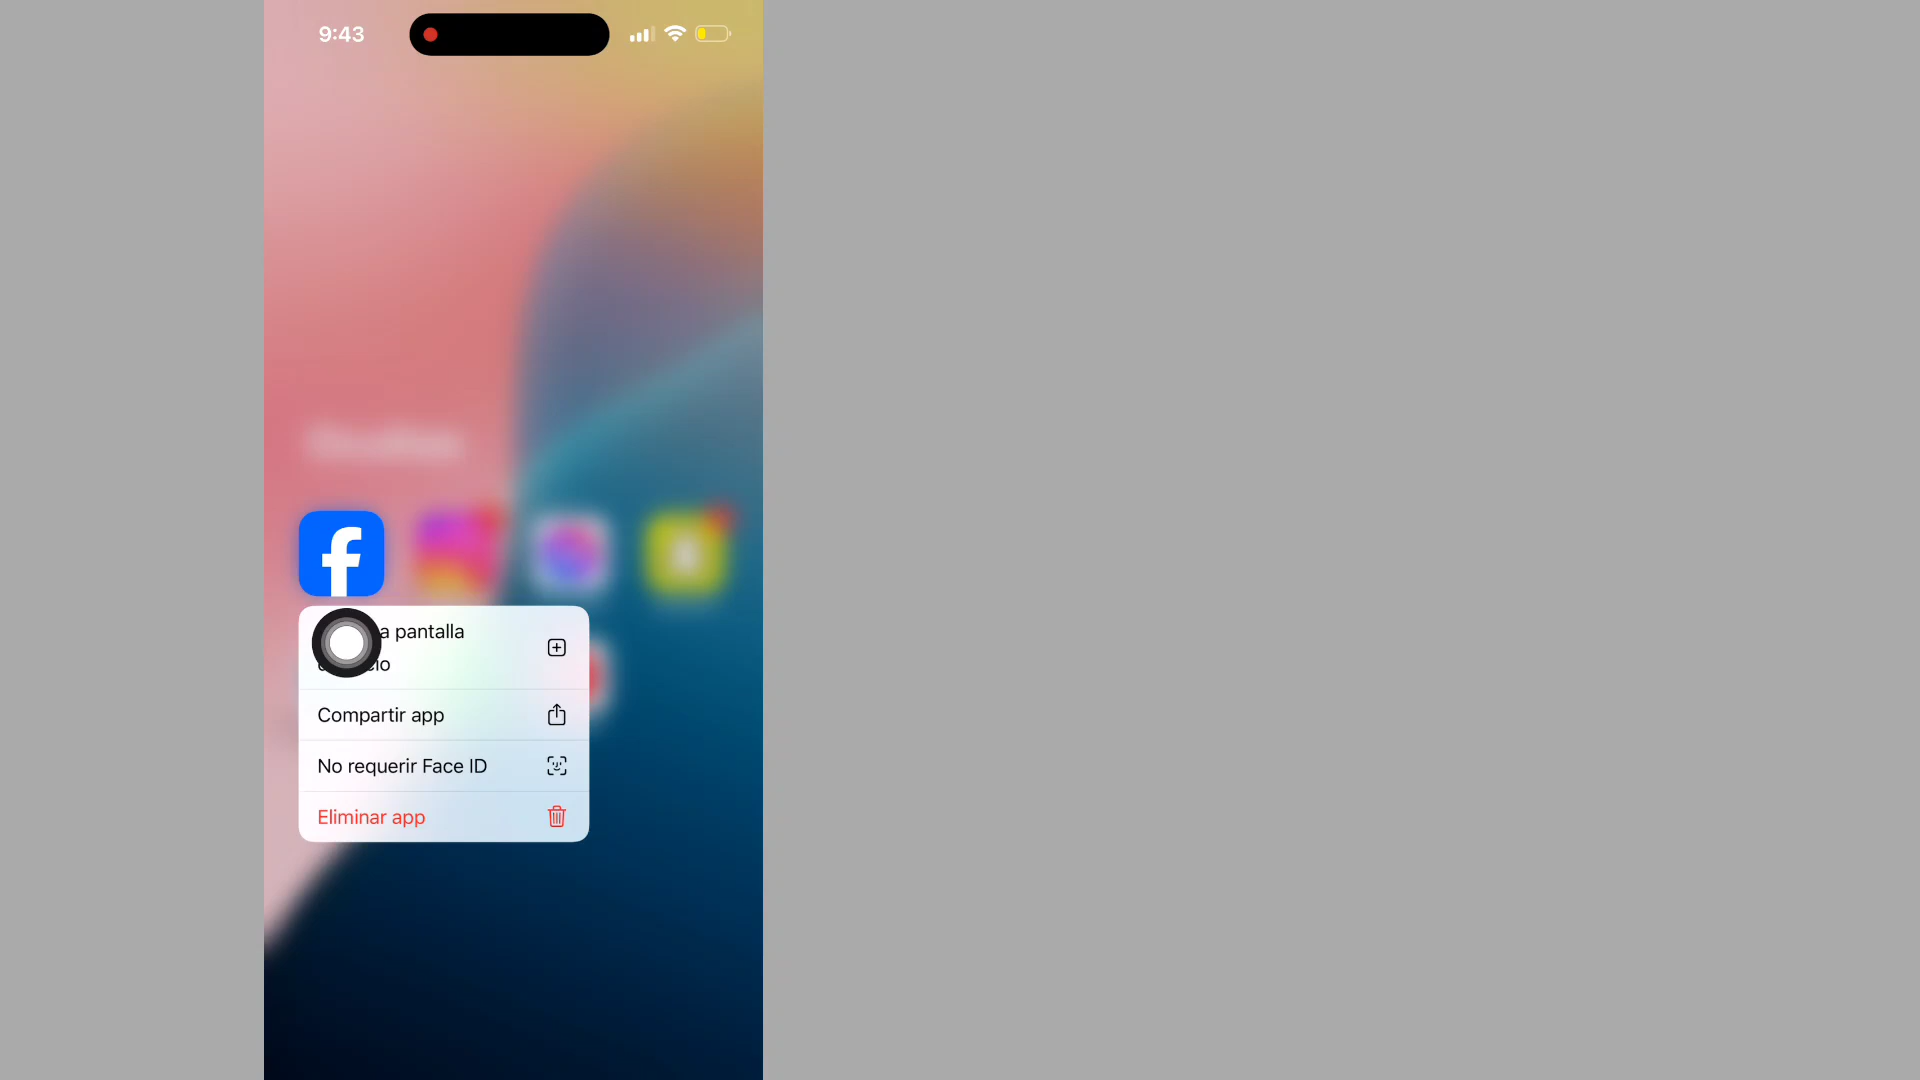 9:43
a pantalla
io
Compartir app
No requerir Face ID
Eliminar app